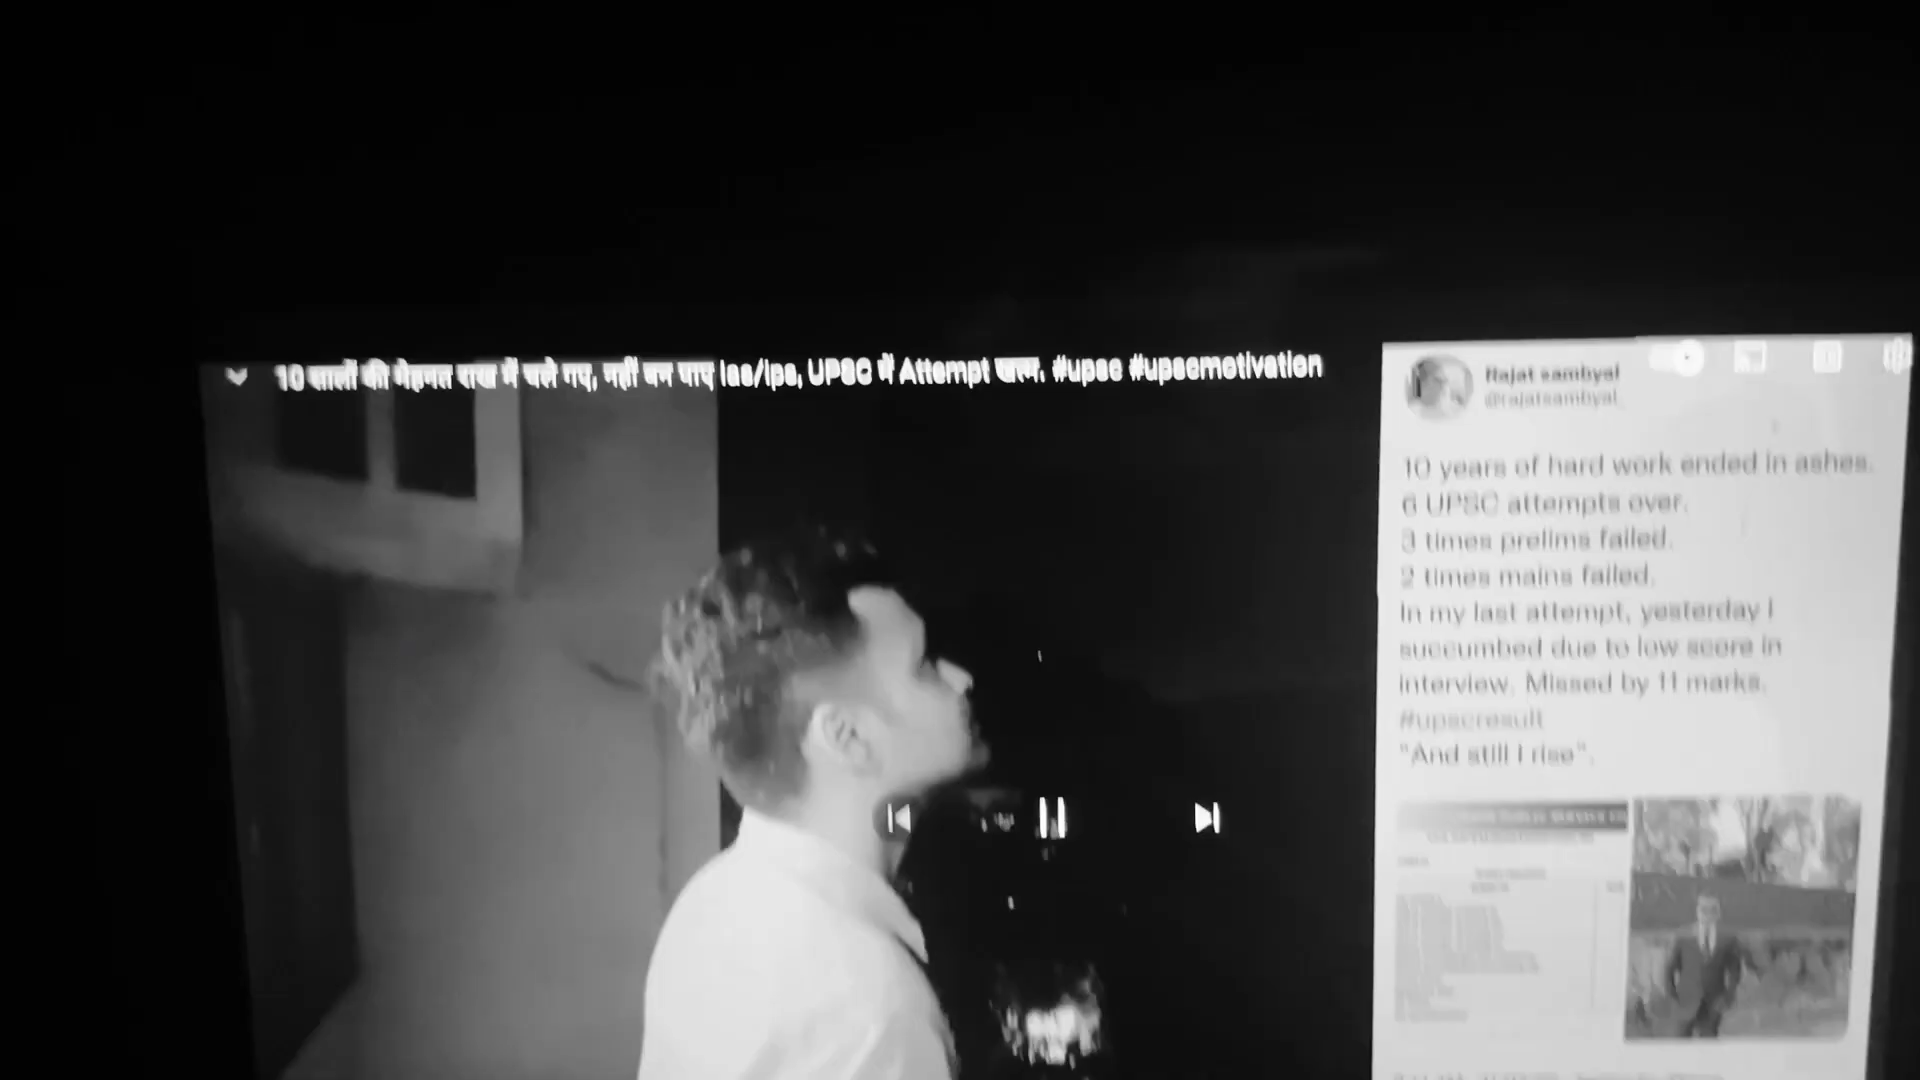 10 सालों की मेहनत राख में चले गए, नहीं बन पाए ias/ips, UPSC में Attempt खत्म. #upsc #upscmotivation
Rajat sambyal
@rajatsambyal_
10 years of hard work ended in ashes.
6 UPSC attempts over.
3 times prelims failed.
2 times mains failed.
In my last attempt, yesterday I
succumbed due to low score in
interview. Missed by 11 marks.
#upscresult
"And still I rise".